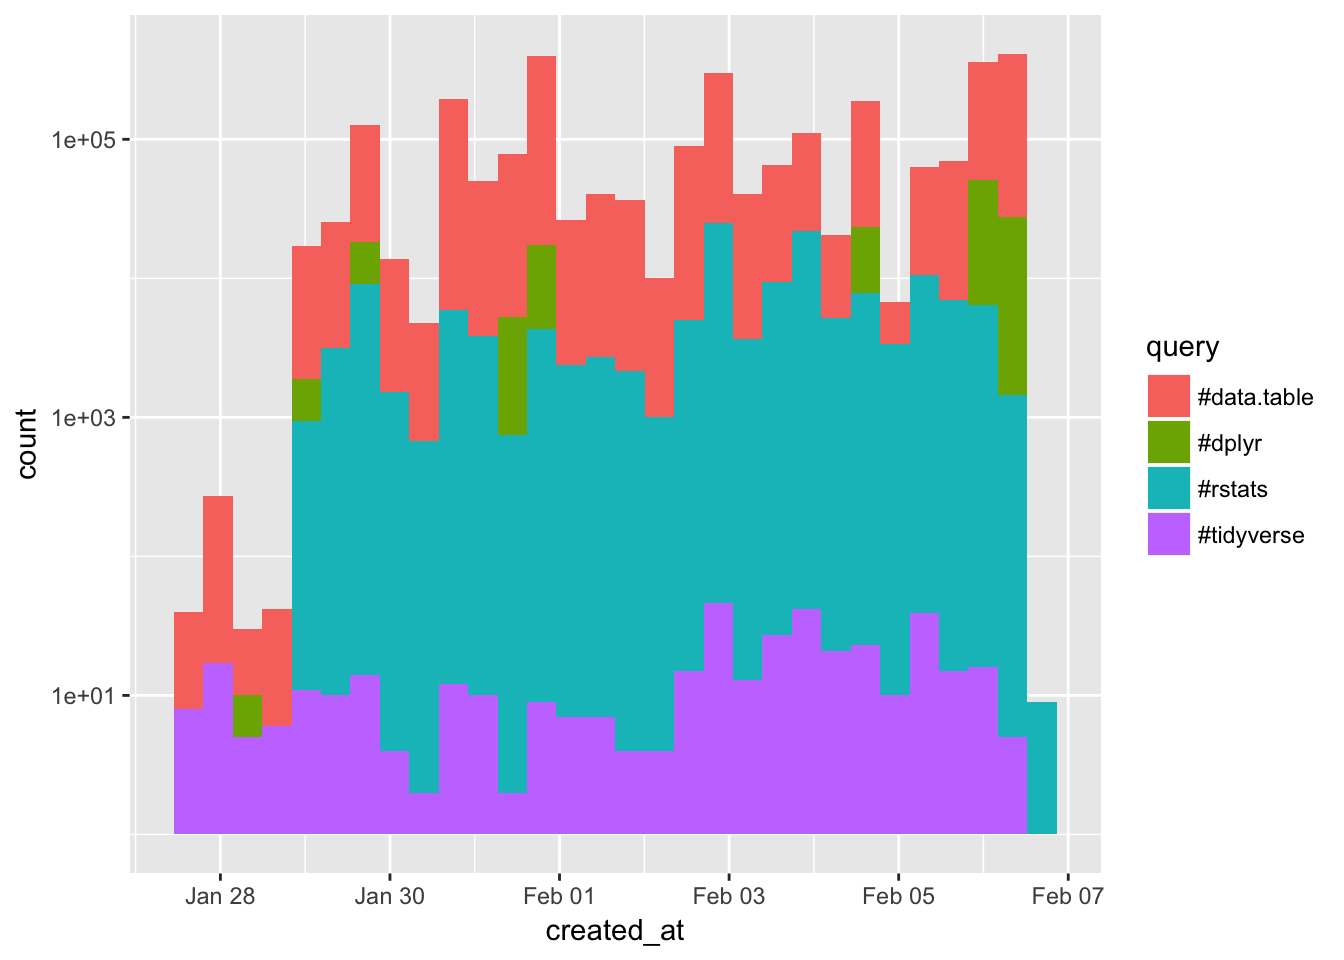 1e+05
1e+03
1e+01
count
Jan 28
Jan 30
Feb 01
Feb 03
Feb 05
Feb 07
created_at
query
#data.table
#dplyr
#rstats
#tidyverse